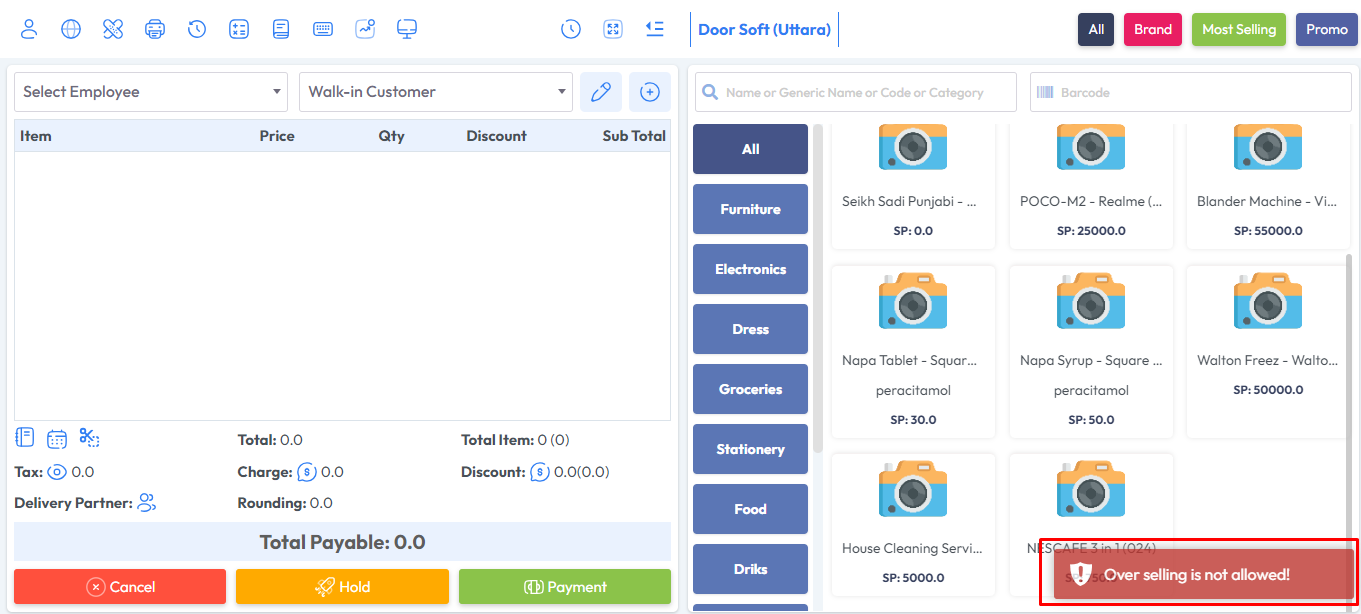 Door Soft (Uttara)
All
Brand
Most Selling
Promo
Select Employee
Walk-in Customer
Name or Generic Name or Code or Category
Barcode
Item Price Qty Discount Sub Total
Total: 0.0
Total Item: 0 (0)
Tax: 0.0
Charge: 0.0
Discount: 0.0(0.0)
Delivery Partner:
Rounding: 0.0
Total Payable: 0.0
Cancel
Hold
Payment
All
Furniture
Electronics
Dress
Groceries
Stationery
Food
Driks
Seikh Sadi Punjabi - ...
SP: 0.0
POCO-M2 - Realme (...
SP: 25000.0
Blander Machine - Vi...
SP: 55000.0
Napa Tablet - Squar...
peracitamol
SP: 30.0
Napa Syrup - Square ...
peracitamol
SP: 50.0
Walton Freez - Walto...
SP: 50000.0
House Cleaning Servi...
SP: 5000.0
NESCAFE 3 in 1 (024)
Over selling is not allowed!